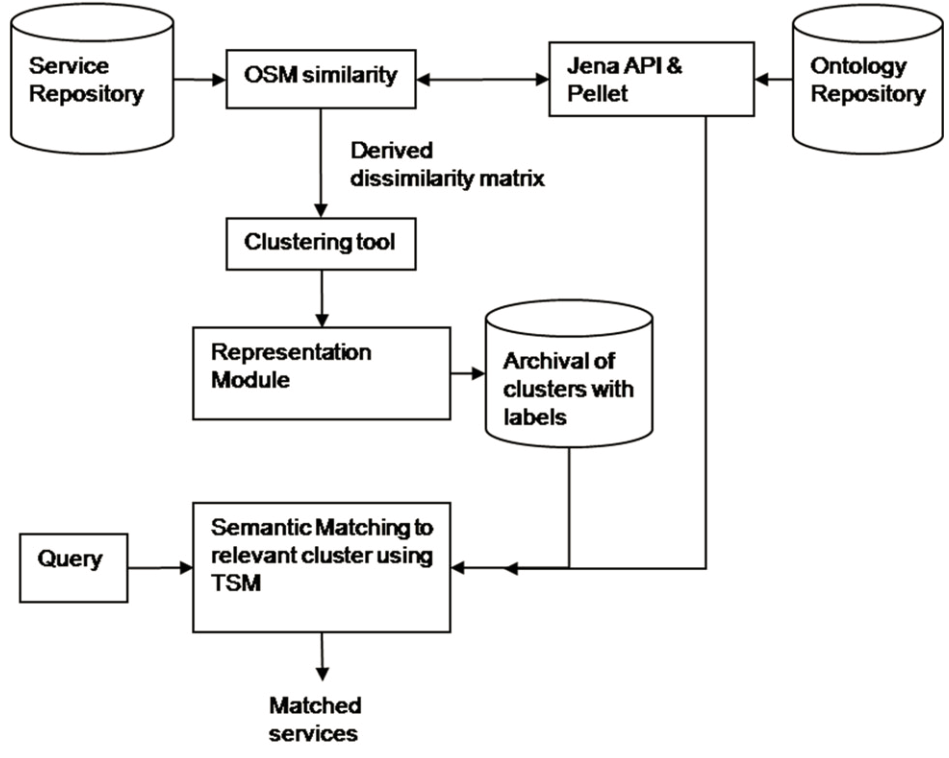 Service
Repository
OSM similarity
Jena API &
Pellet
Ontology
Repository
Derived
dissimilarity matrix
Clustering tool
Representation
Module
Archival of
clusters with
labels
Query
Semantic Matching to
relevant cluster using
TSM
Matched
services